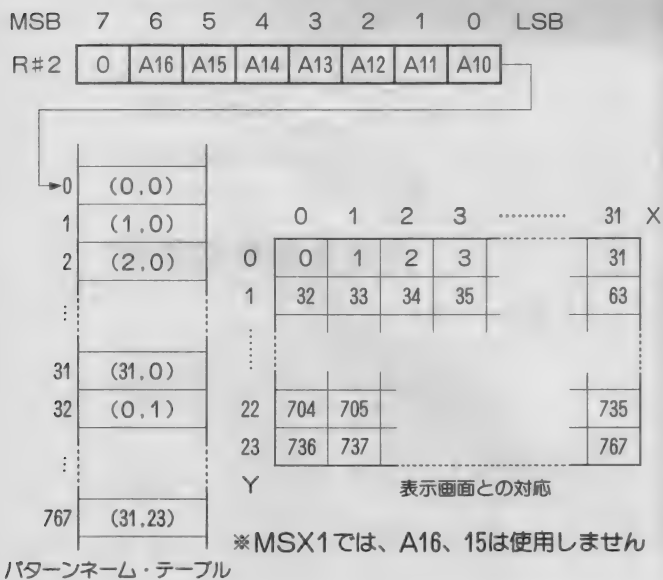 MSB 7 6 5 4 3 2 1 0 LSB
R#2 0 A16 A15 A14 A13 A12 A11 A10
0 (0,0)
1 (1,0)
2 (2,0)
⋮
31 (31,0)
32 (0,1)
⋮
767 (31,23)
パターンネーム・テーブル
0 1 2 3 ………… 31 X
0 0 1 2 3 31
1 32 33 34 35 63
⋮
22 704 705 735
23 736 737 767
Y
表示画面との対応
※MSX1では、A16、15は使用しません